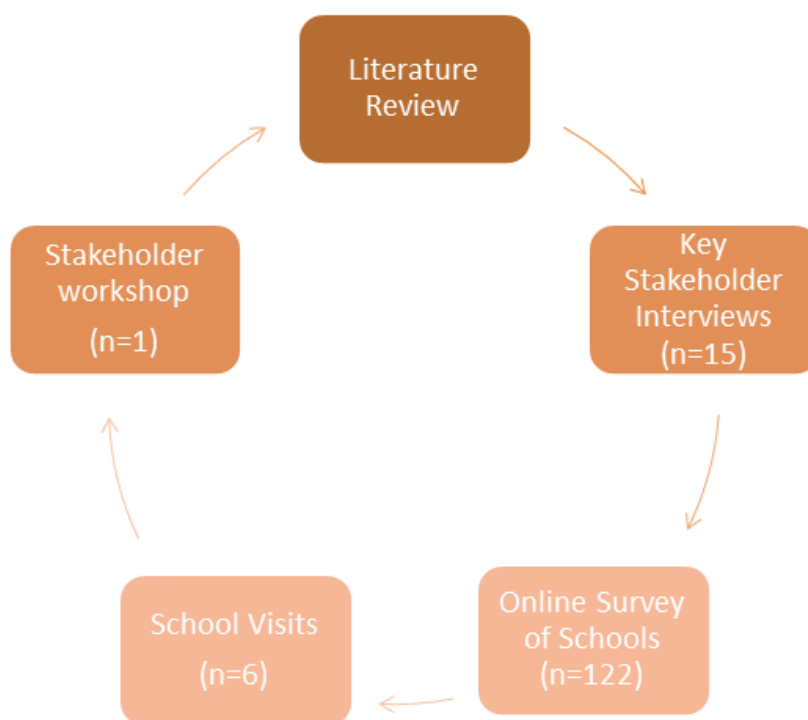 Literature
Review
Key
Stakeholder
Interviews
(n=15)
Online Survey
of Schools
(n=122)
School Visits
(n=6)
Stakeholder
workshop
(n=1)